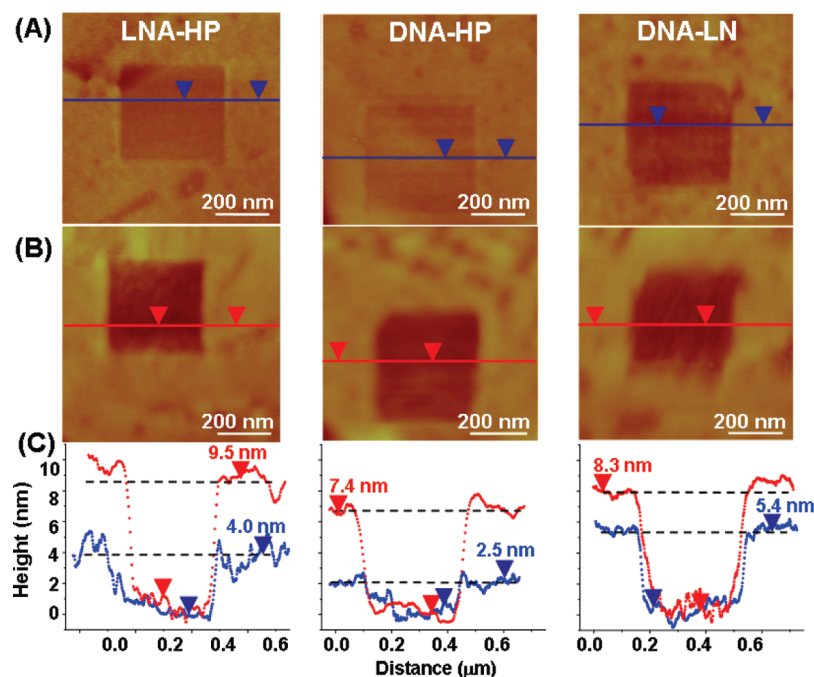 (A)
LNA-HP
DNA-HP
DNA-LN
200 nm
200 nm
200 nm
(B)
200 nm
200 nm
200 nm
(C)
Height (nm)
10
8
6
4
2
0
9.5 nm
4.0 nm
7.4 nm
2.5 nm
8.3 nm
5.4 nm
0.0 0.2 0.4 0.6
0.0 0.2 0.4 0.6
0.0 0.2 0.4 0.6
Distance (μm)